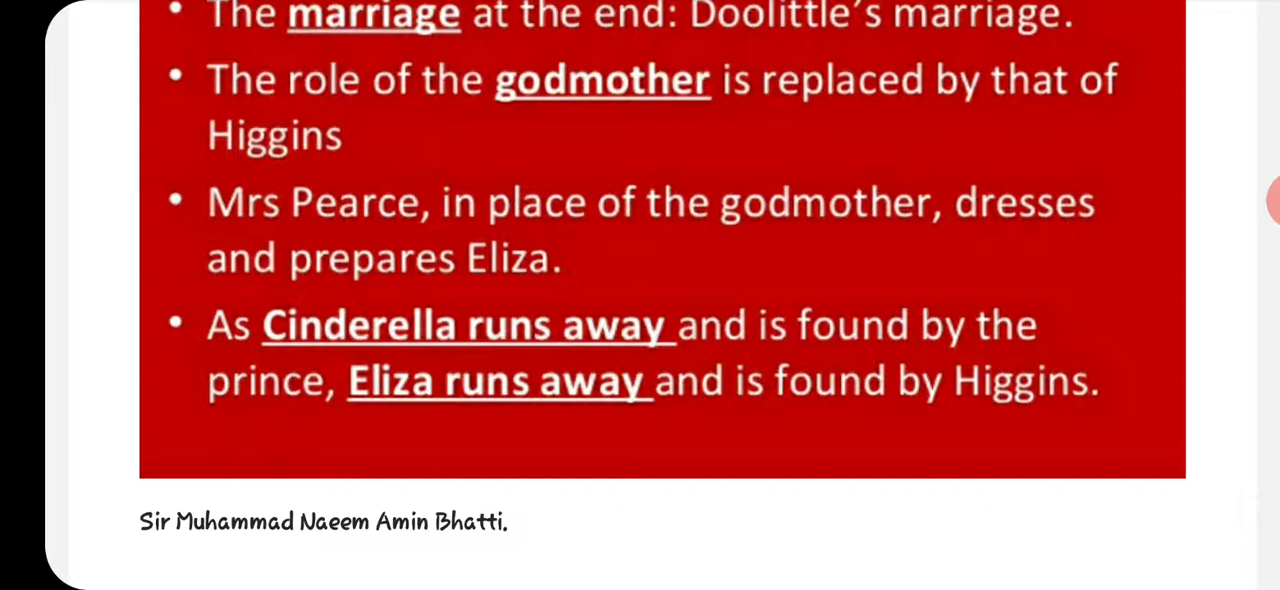 • The marriage at the end: Doolittle's marriage.
• The role of the godmother is replaced by that of
Higgins
• Mrs Pearce, in place of the godmother, dresses
and prepares Eliza.
• As Cinderella runs away and is found by the
prince, Eliza runs away and is found by Higgins.
Sir Muhammad Naeem Amin Bhatti.